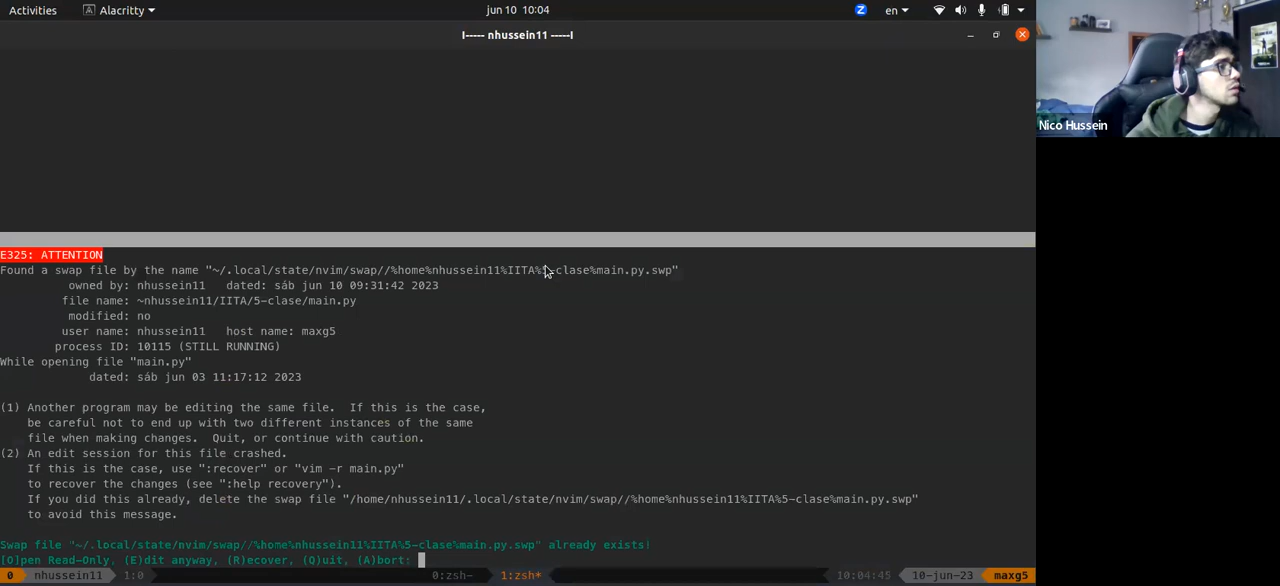 Activities Alacritty jun 10 10:04 Z en
I----- nhussein11 -----I
Nico Hussein
E325: ATTENTION
Found a swap file by the name "~/.local/state/nvim/swap//%home%nhussein11%IITA%5-clase%main.py.swp"
owned by: nhussein11 dated: sáb jun 10 09:31:42 2023
file name: ~nhussein11/IITA/5-clase/main.py
modified: no
user name: nhussein11 host name: maxg5
process ID: 10115 (STILL RUNNING)
While opening file "main.py"
dated: sáb jun 03 11:17:12 2023
(1) Another program may be editing the same file. If this is the case,
be careful not to end up with two different instances of the same
file when making changes. Quit, or continue with caution.
(2) An edit session for this file crashed.
If this is the case, use ":recover" or "vim -r main.py"
to recover the changes (see ":help recovery").
If you did this already, delete the swap file "/home/nhussein11/.local/state/nvim/swap//%home%nhussein11%IITA%5-clase%main.py.swp"
to avoid this message.
Swap file "~/.local/state/nvim/swap//%home%nhussein11%IITA%5-clase%main.py.swp" already exists!
[O]pen Read-Only, (E)dit anyway, (R)ecover, (Q)uit, (A)bort:
0 nhussein11 1:0 0:zsh- 1:zsh* 10:04:45 10-jun-23 maxg5